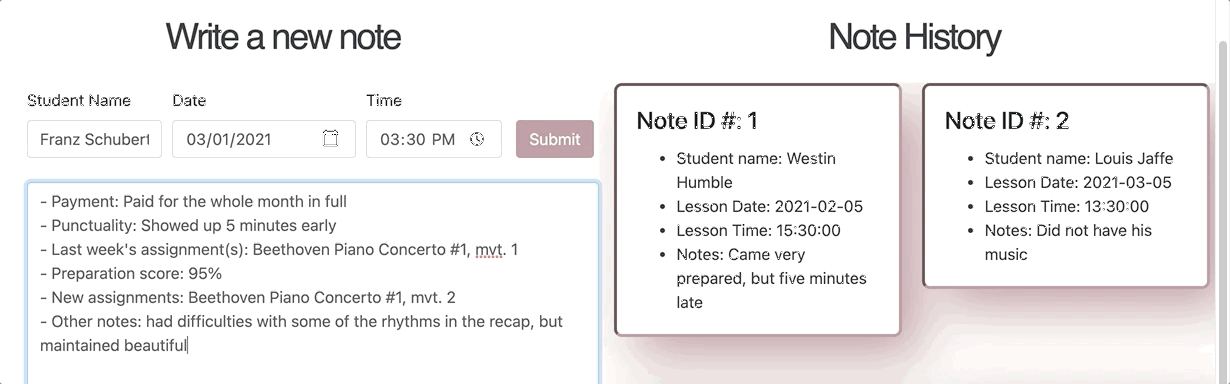 Write a new note
Student Name
Date
Time
Franz Schubert
03/01/2021
03:30 PM
Submit
- Payment: Paid for the whole month in full
- Punctuality: Showed up 5 minutes early
- Last week's assignment(s): Beethoven Piano Concerto #1, mvt. 1
- Preparation score: 95%
- New assignments: Beethoven Piano Concerto #1, mvt. 2
- Other notes: had difficulties with some of the rhythms in the recap, but
maintained beautiful
Note History
Note ID #: 1
• Student name: Westin
Humble
• Lesson Date: 2021-02-05
• Lesson Time: 15:30:00
• Notes: Came very
prepared, but five minutes
late
Note ID #: 2
• Student name: Louis Jaffe
• Lesson Date: 2021-03-05
• Lesson Time: 13:30:00
• Notes: Did not have his
music